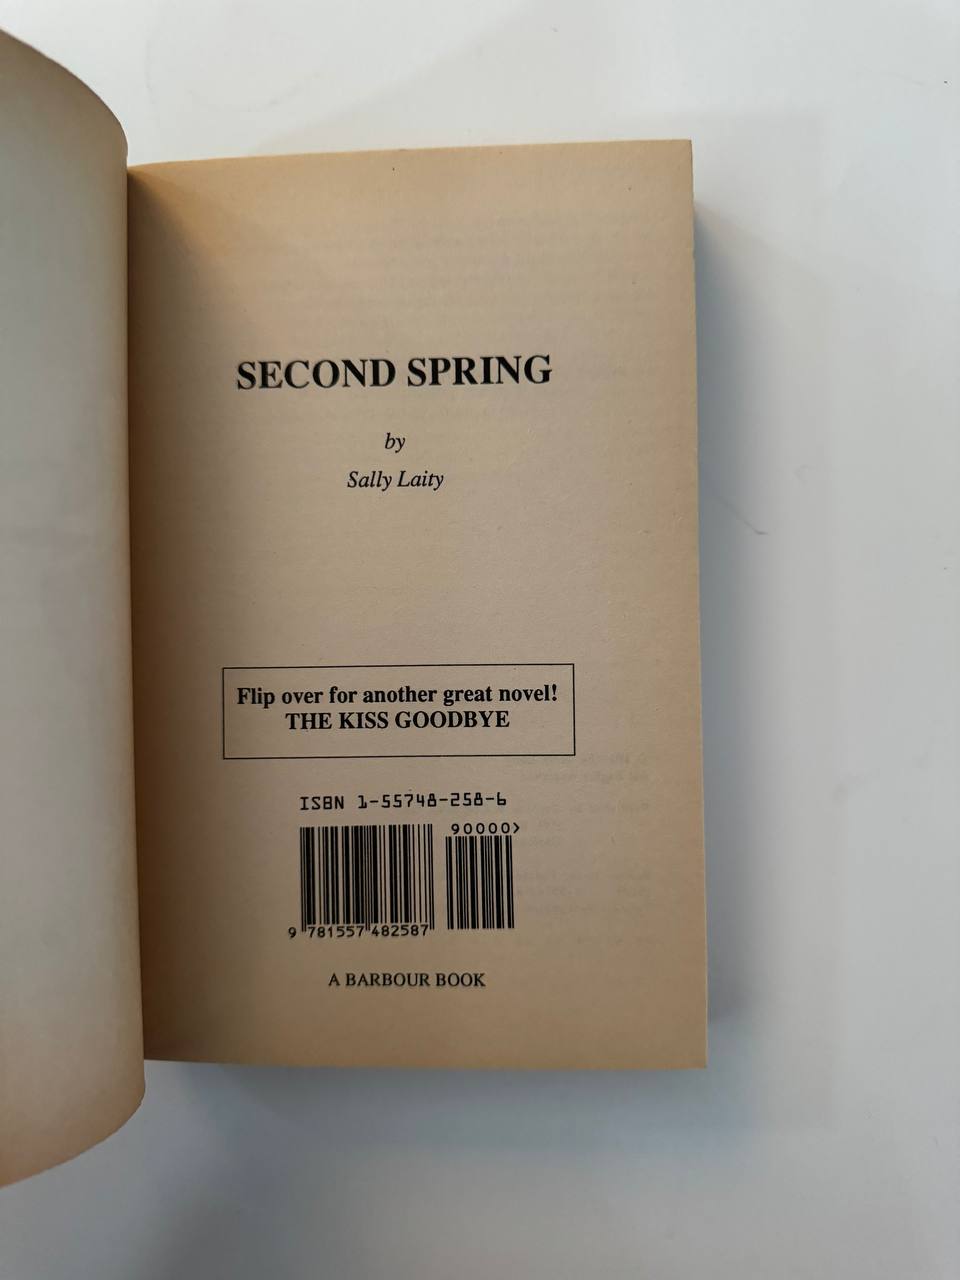 SECOND SPRING
by
Sally Laity
Flip over for another great novel!
THE KISS GOODBYE
ISBN 1-55748-258-6
90000>
9 781557 482587
A BARBOUR BOOK